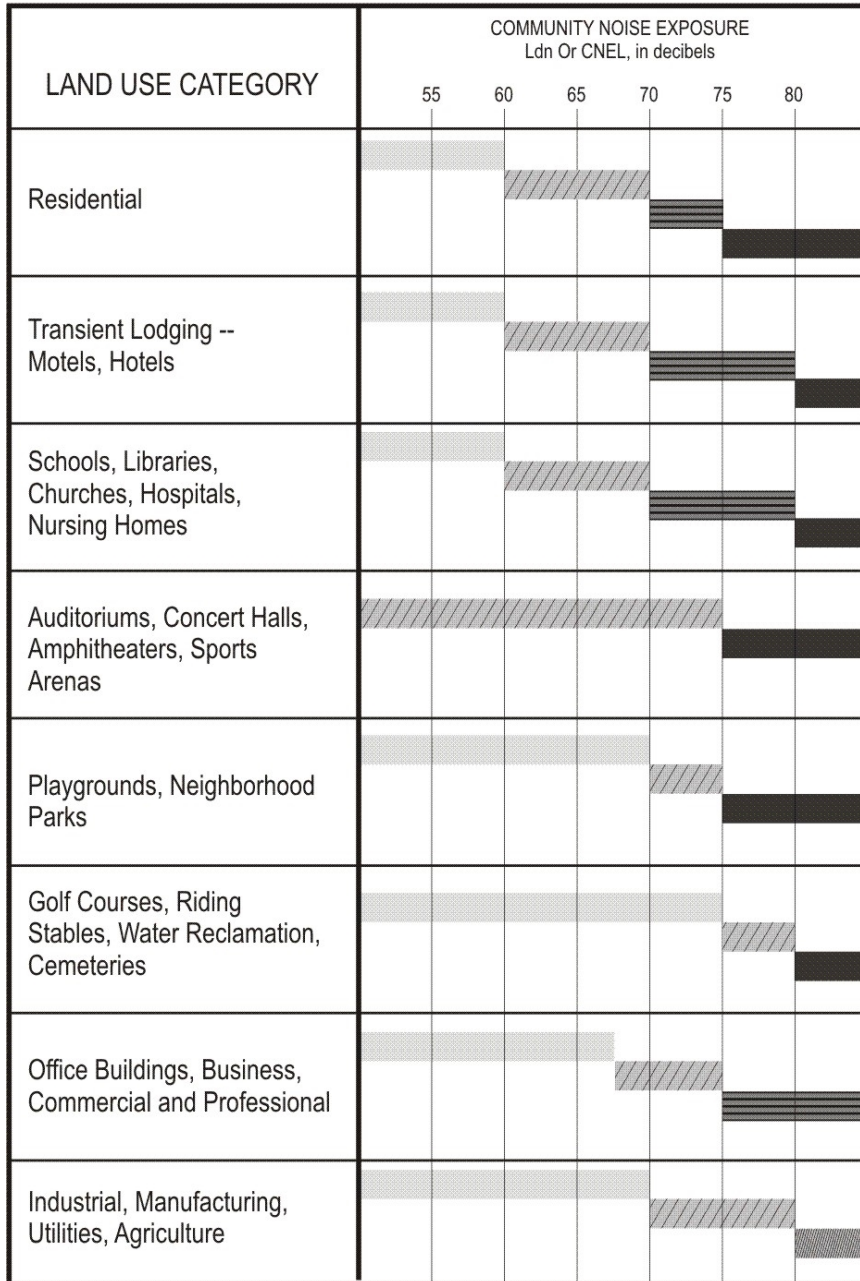 COMMUNITY NOISE EXPOSURE
Ldn Or CNEL, in decibels
LAND USE CATEGORY
55 60 65 70 75 80
Residential
Transient Lodging --
Motels, Hotels
Schools, Libraries,
Churches, Hospitals,
Nursing Homes
Auditoriums, Concert Halls,
Amphitheaters, Sports
Arenas
Playgrounds, Neighborhood
Parks
Golf Courses, Riding
Stables, Water Reclamation,
Cemeteries
Office Buildings, Business,
Commercial and Professional
Industrial, Manufacturing,
Utilities, Agriculture